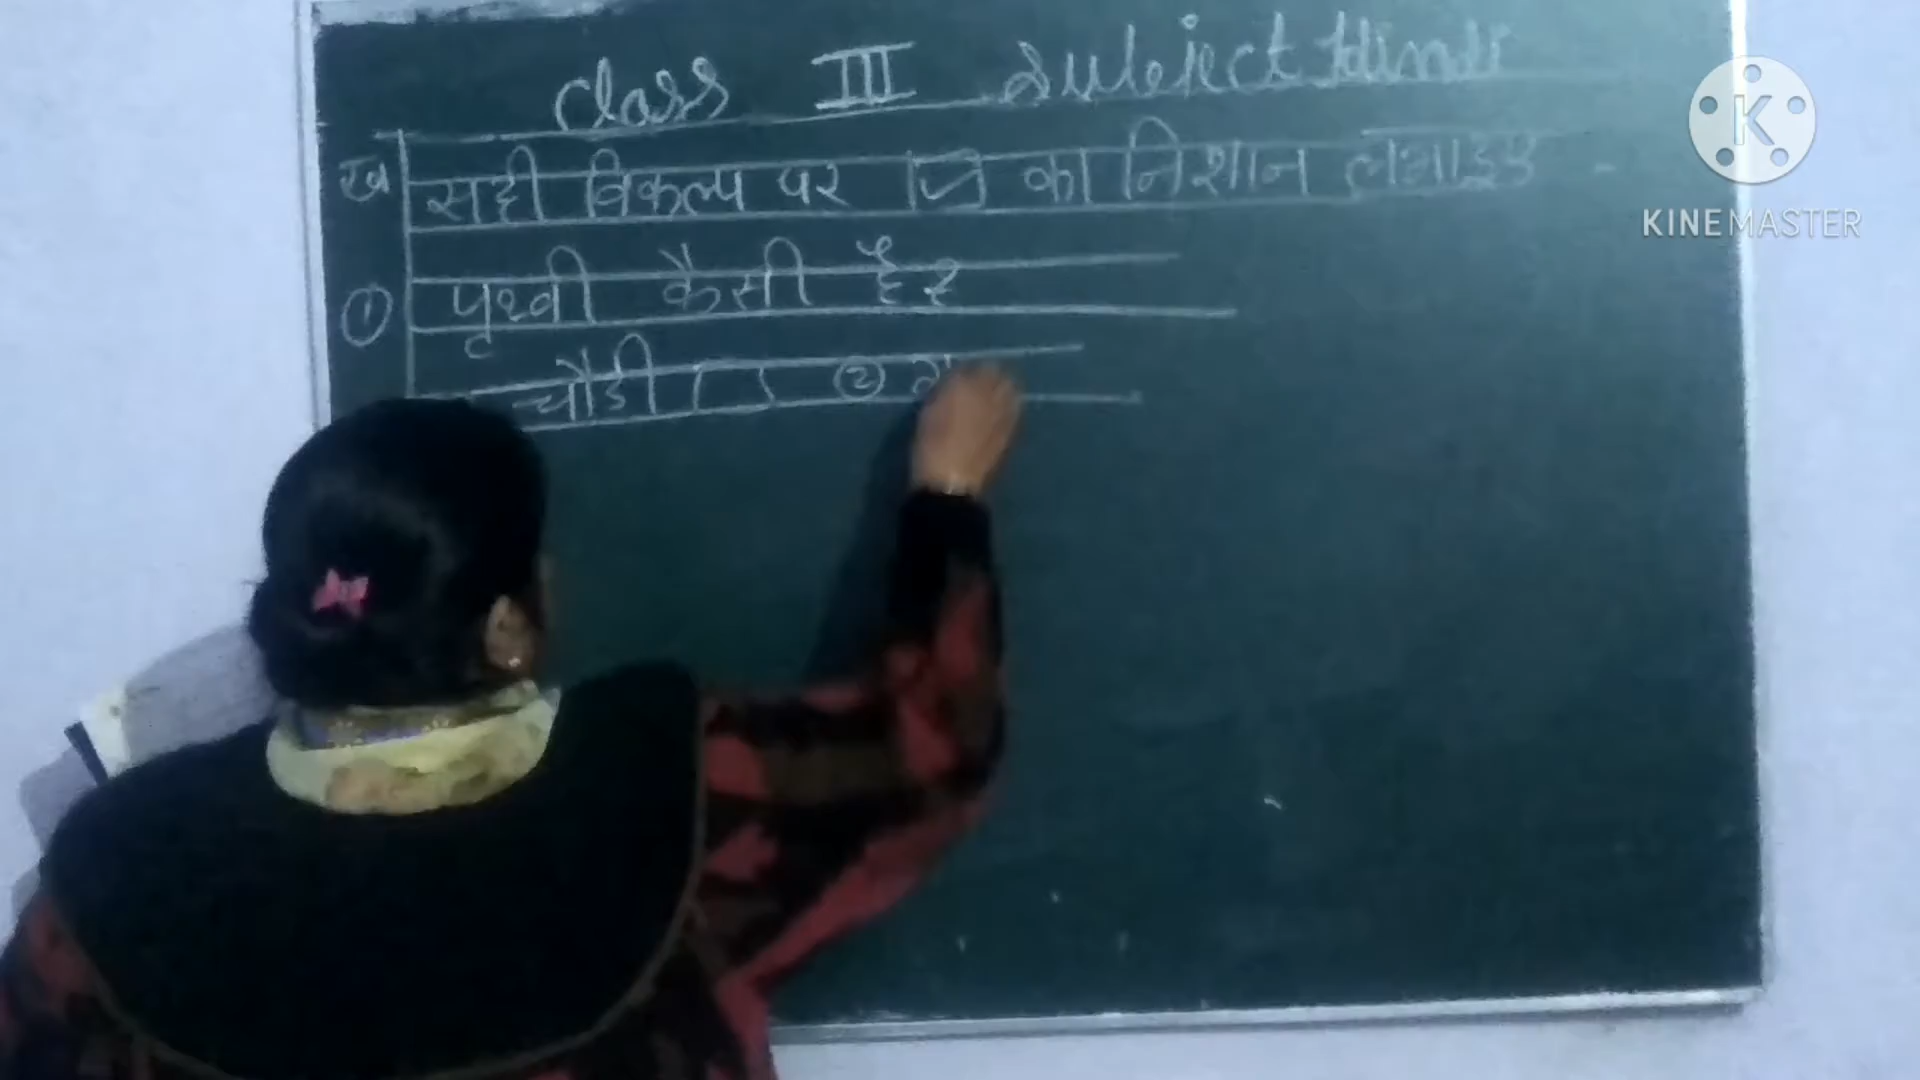 Class III Subject Hindi
ख सही विकल्प पर ☑ का निशान लगाइए -
① पृथ्वी कैसी है?
चौडी ②
K
KINEMASTER